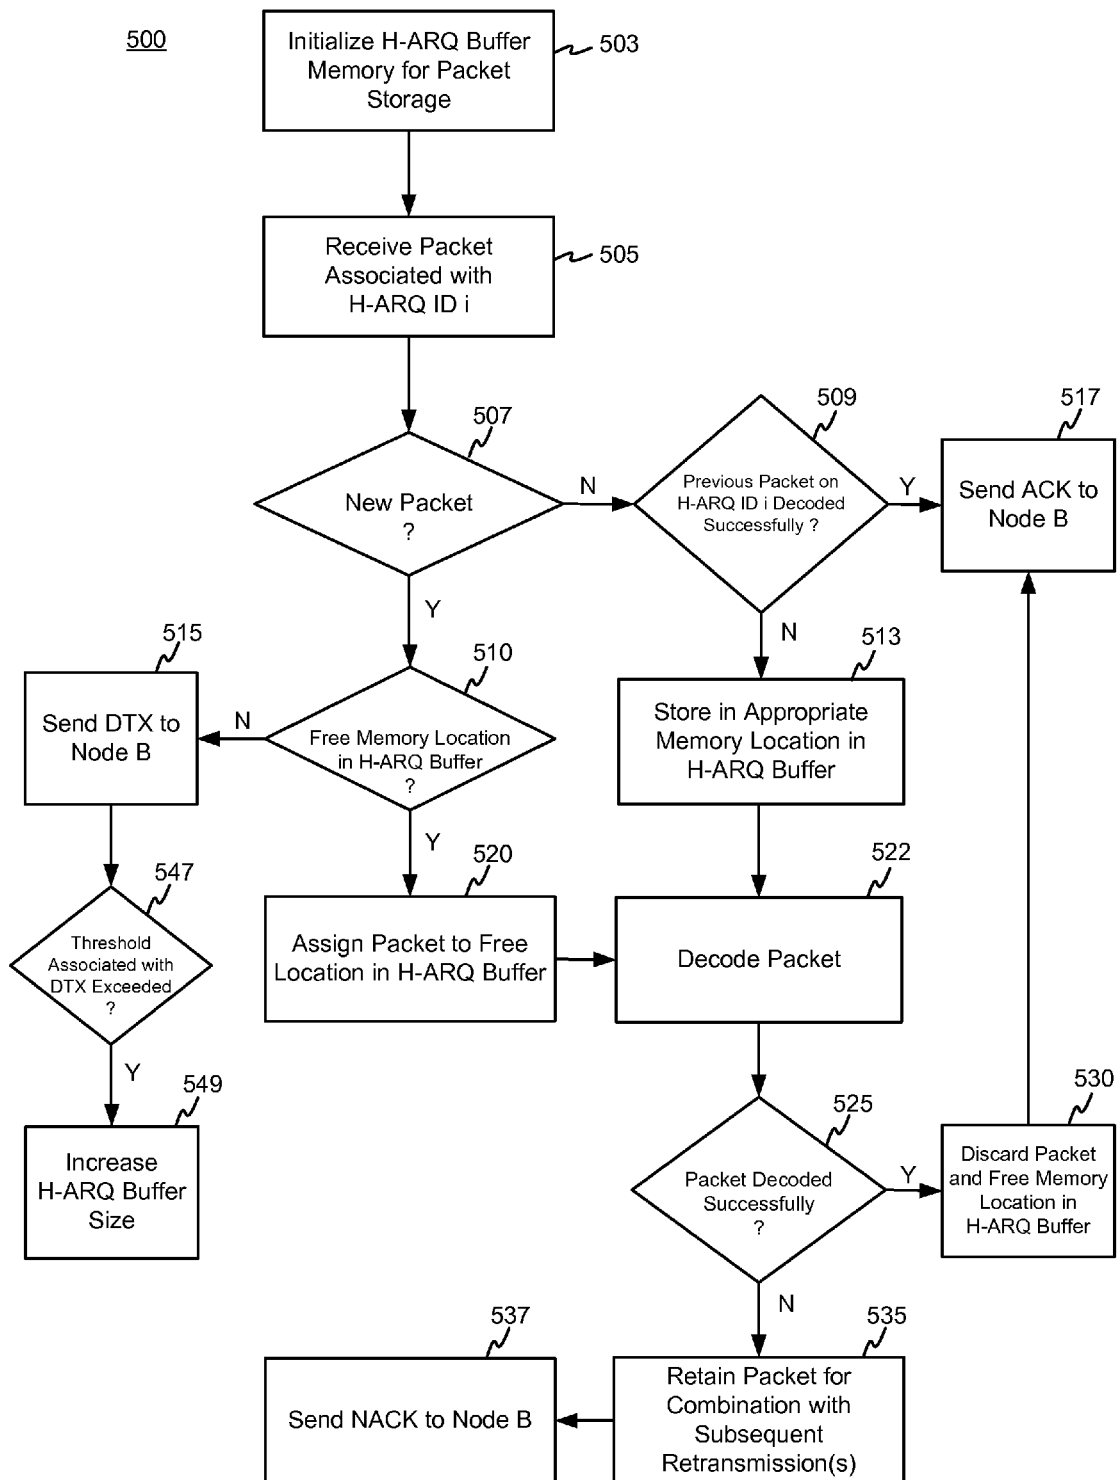 500
Initialize H-ARQ Buffer
Memory for Packet
Storage
503
Receive Packet
Associated with
H-ARQ ID i
505
507
New Packet
?
N
Y
509
Previous Packet on
H-ARQ ID i Decoded
Successfully ?
Y
N
517
Send ACK to
Node B
515
Send DTX to
Node B
N
510
Free Memory Location
in H-ARQ Buffer
?
Y
513
Store in Appropriate
Memory Location in
H-ARQ Buffer
547
Threshold
Associated with
DTX Exceeded
?
Y
520
Assign Packet to Free
Location in H-ARQ Buffer
522
Decode Packet
549
Increase
H-ARQ Buffer
Size
525
Packet Decoded
Successfully
?
Y
N
530
Discard Packet
and Free Memory
Location in
H-ARQ Buffer
537
Send NACK to Node B
535
Retain Packet for
Combination with
Subsequent
Retransmission(s)